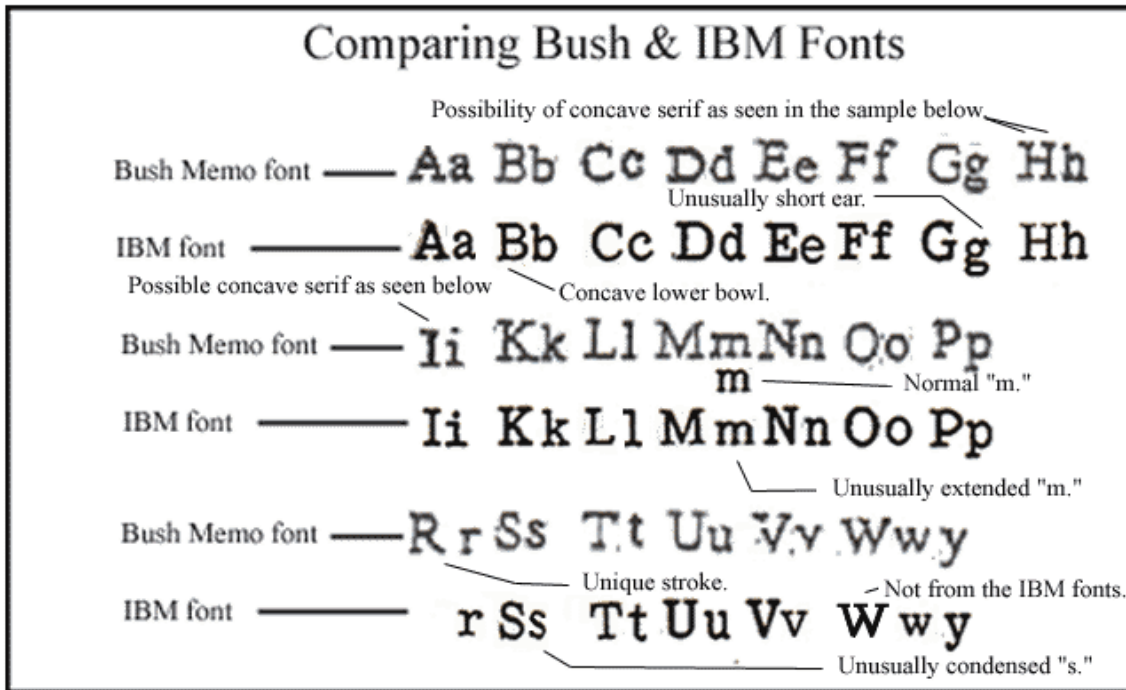 Comparing Bush & IBM Fonts
Possibility of concave serif as seen in the sample below
Bush Memo font Aa Bb Cc Dd Ee Ff Gg Hh
Unusually short ear.
IBM font Aa Bb Cc Dd Ee Ff Gg Hh
Possible concave serif as seen below
Concave lower bowl.
Bush Memo font Ii Kk Ll Mm Nn Oo Pp
m Normal "m."
IBM font Ii Kk Ll Mm Nn Oo Pp
Unusually extended "m."
Bush Memo font Rr Ss Tt Uu Vv Ww y
Unique stroke.
Not from the IBM fonts.
IBM font r Ss Tt Uu Vv W w y
Unusually condensed "s."